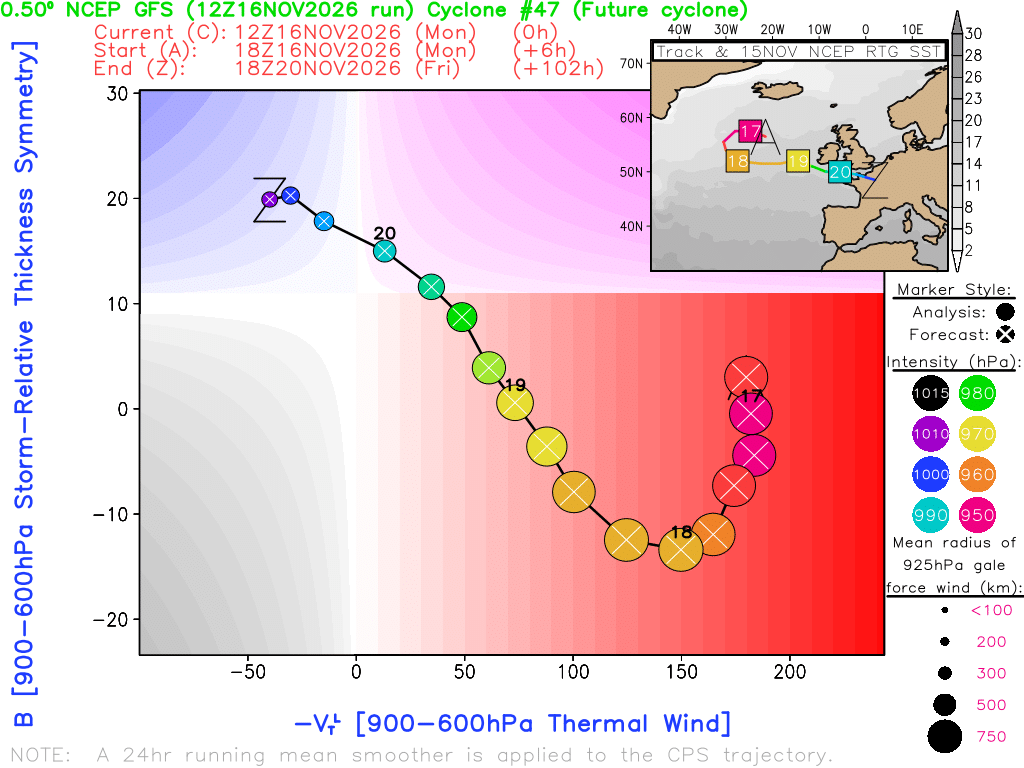 0.50° NCEP GFS (12Z16NOV2026 run) Cyclone #47 (Future cyclone)
Current (C): 12Z16NOV2026 (Mon) (0h)
Start (A): 18Z16NOV2026 (Mon) (+6h)
End (Z): 18Z20NOV2026 (Fri) (+102h)
40W 30W 20W 10W 0 10E
Track & 15NOV NCEP RTG SST
70N
60N
50N
40N
17
A
18
19
20
Z
30
28
26
23
20
17
14
11
8
5
2
B [900-600hPa Storm-Relative Thickness Symmetry]
30
20
10
0
-10
-20
Z
20
19
17
A
18
-50 0 50 100 150 200
-V_T^L [900-600hPa Thermal Wind]
Marker Style:
Analysis:
Forecast:
Intensity (hPa):
1015 980
1010 970
1000 960
990 950
Mean radius of
925hPa gale
force wind (km):
<100
200
300
500
750
NOTE: A 24hr running mean smoother is applied to the CPS trajectory.